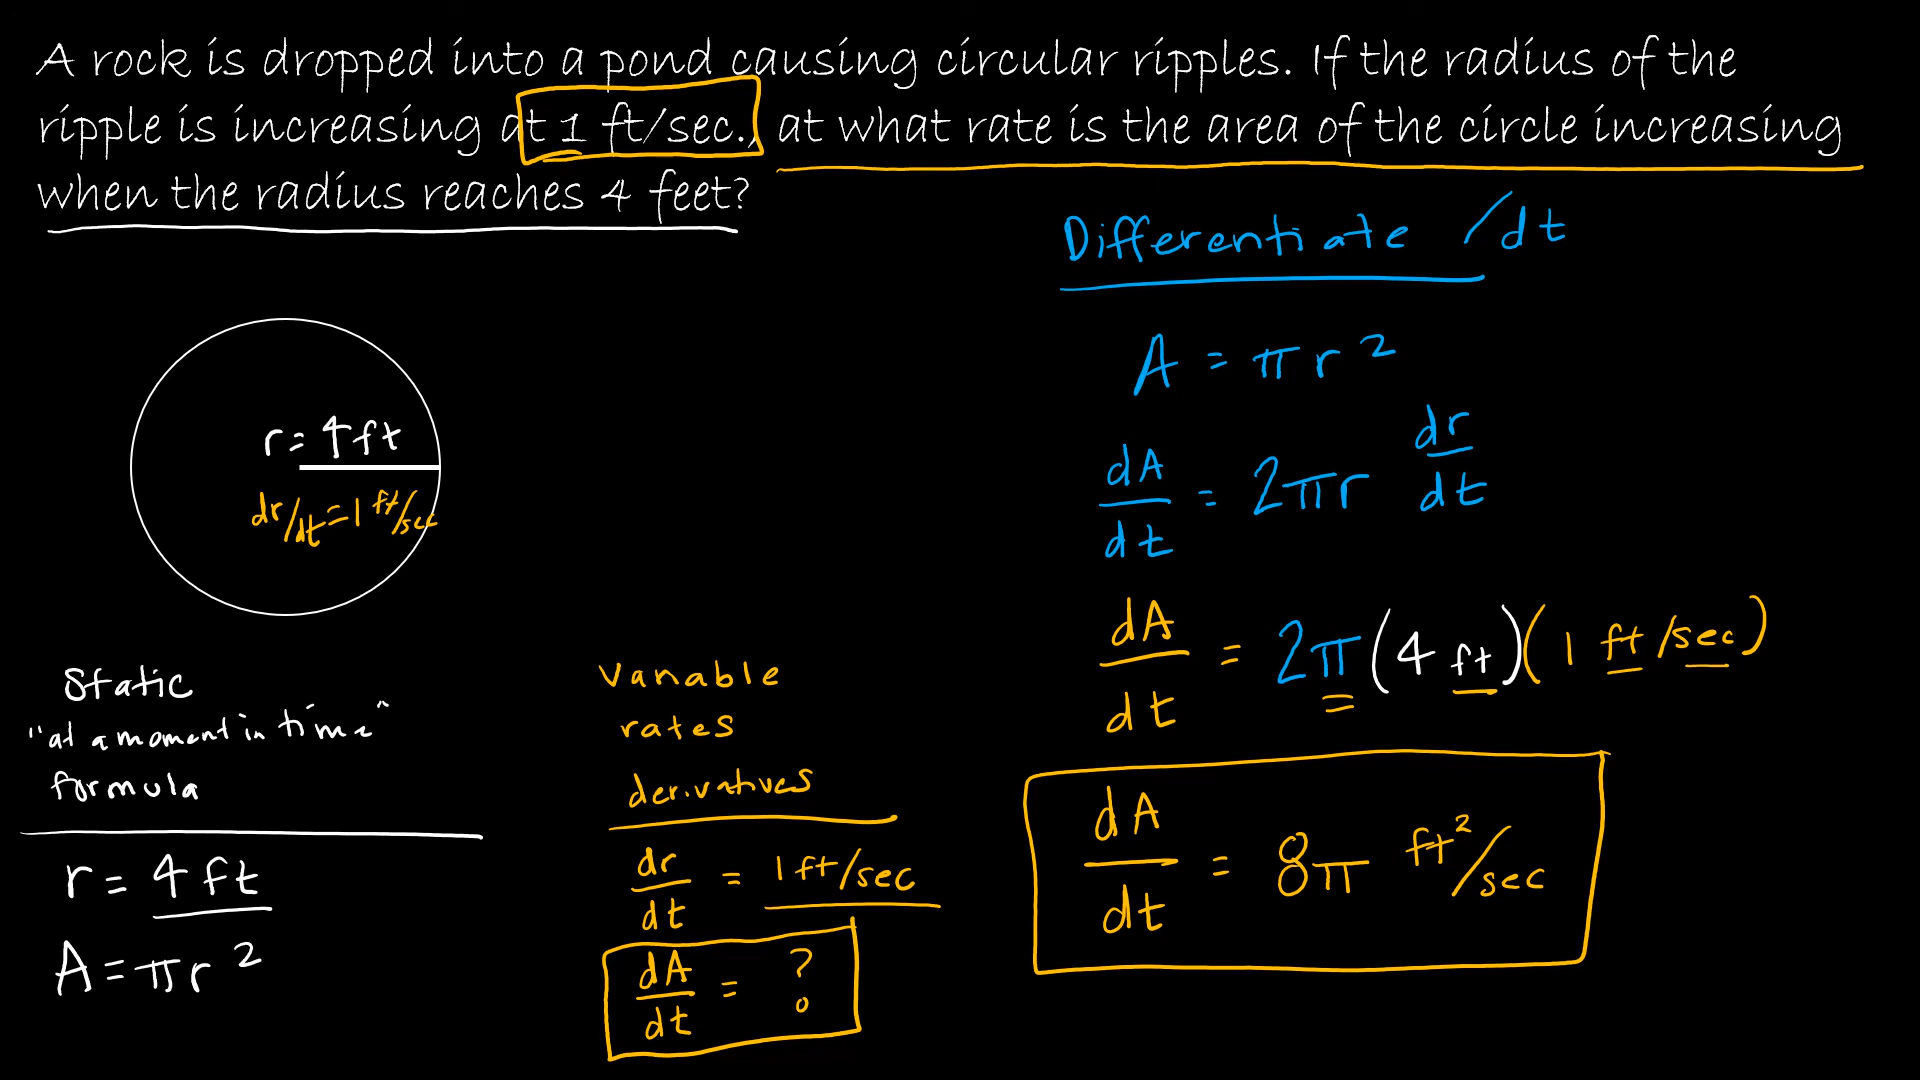 A rock is dropped into a pond causing circular ripples. If the radius of the
ripple is increasing at 1 ft/sec., at what rate is the area of the circle increasing
when the radius reaches 4 feet?
Differentiate /dt
A = πr²
dA/dt = 2πr dr/dt
dA/dt = 2π(4 ft)(1 ft/sec)
dA/dt = 8π ft²/sec
r = 4ft
dr/dt = 1 ft/sec
Static
"at a moment in time"
formula
r = 4 ft
A = πr²
Variable
rates
derivatives
dr/dt = 1 ft/sec
dA/dt = ?